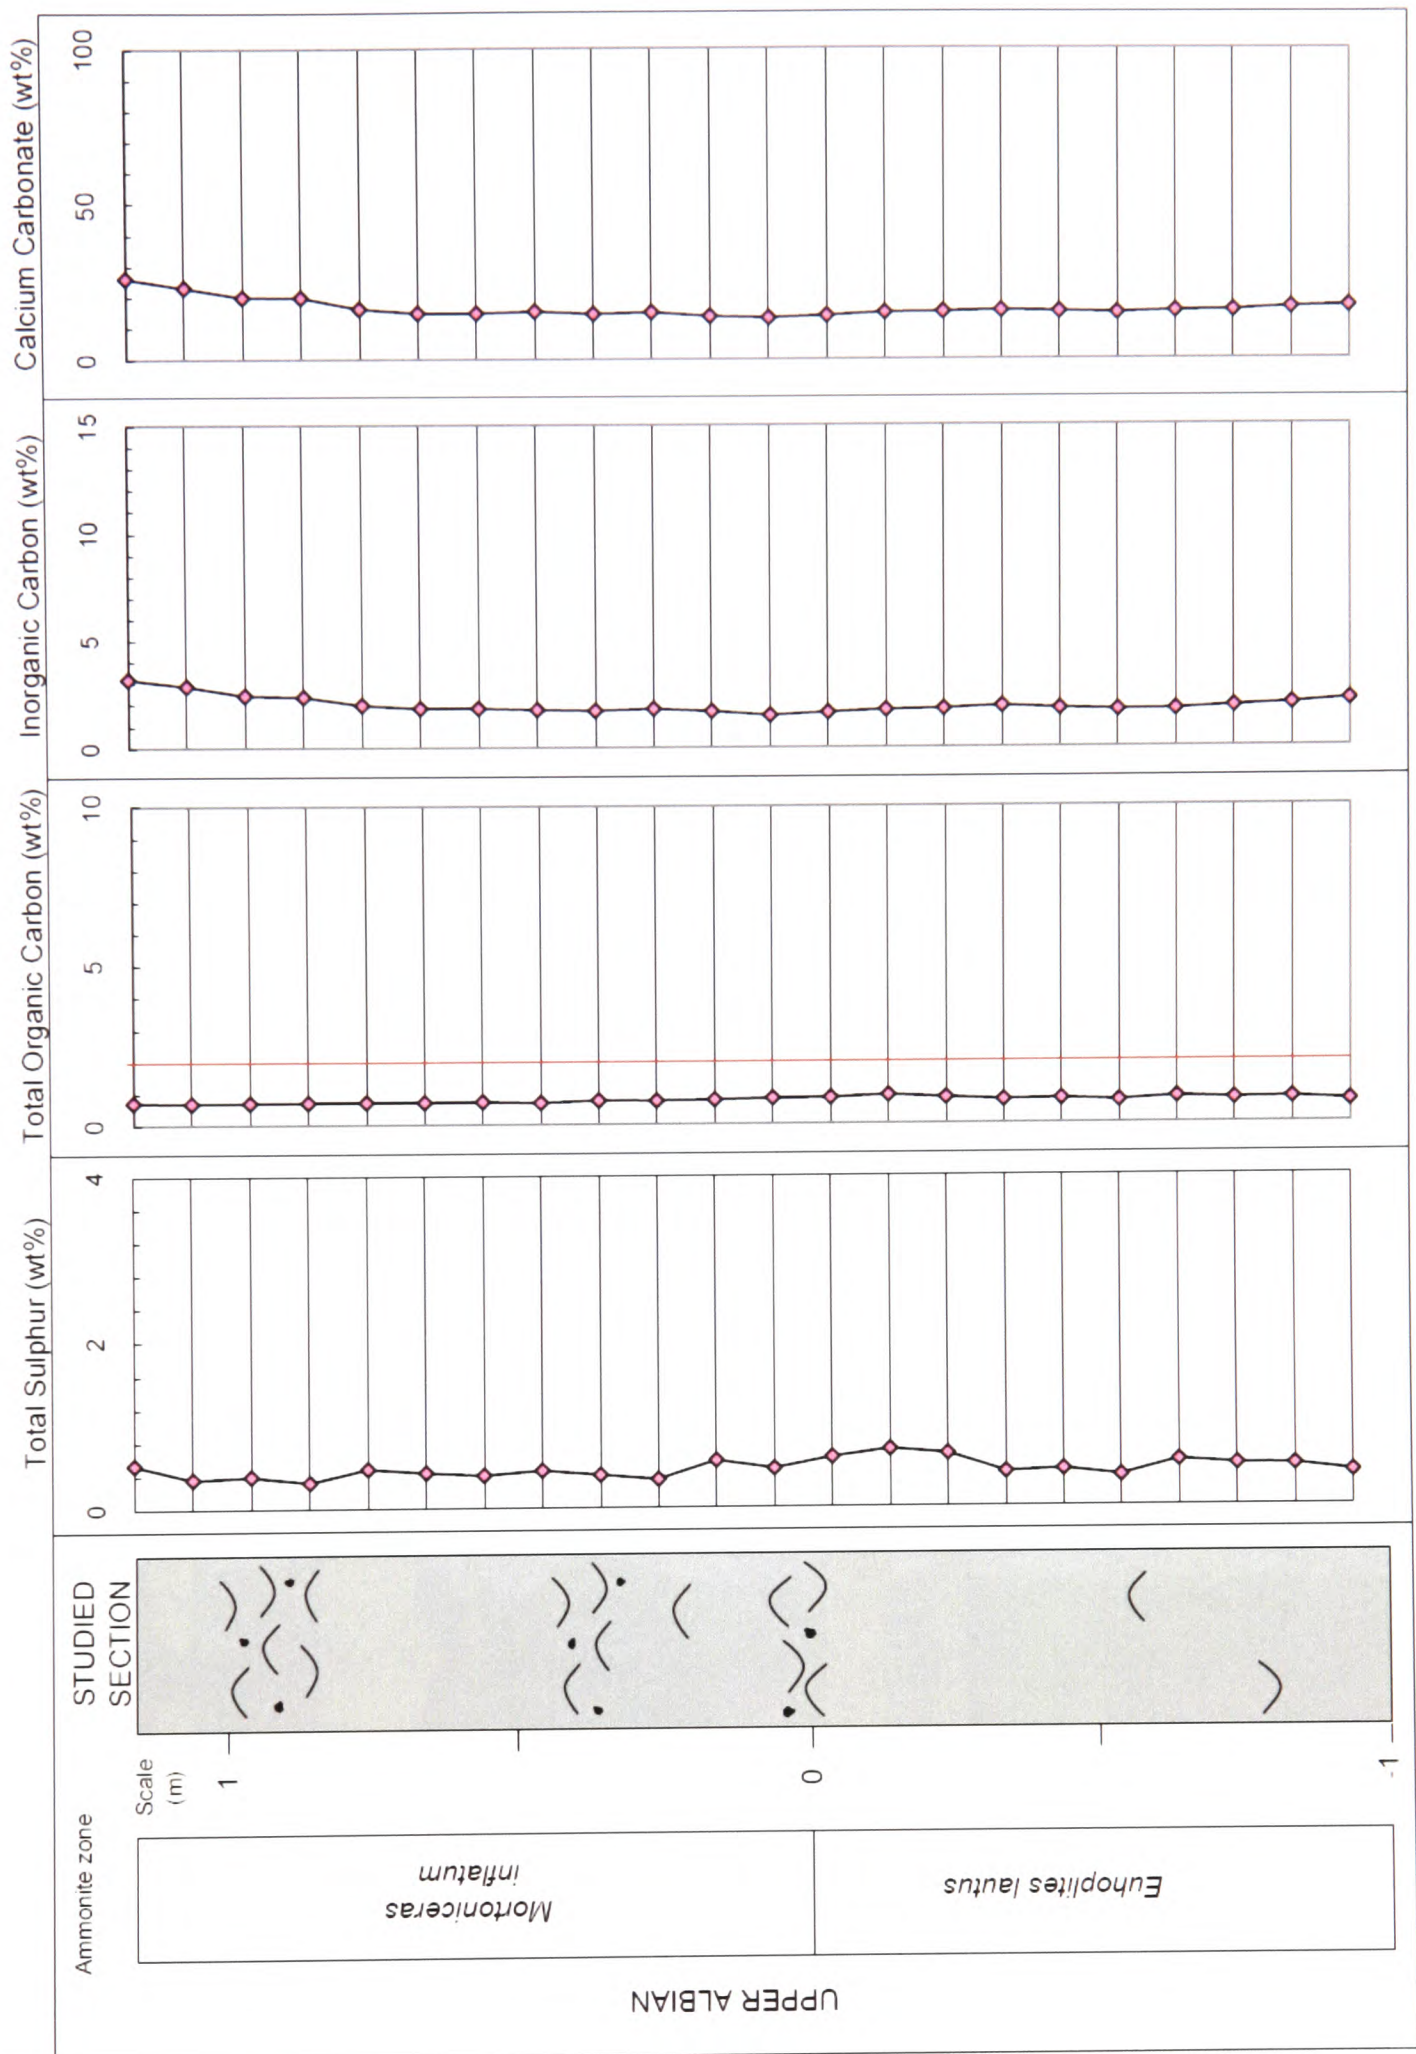 UPPER ALBIAN
Ammonite zone
Mortoniceras
inflatum
Euhoplites lautus
Scale
(m)
1
0
-1
STUDIED
SECTION
Total Sulphur (wt%)
0
2
4
Total Organic Carbon (wt%)
0
5
10
Inorganic Carbon (wt%)
0
5
10
15
Calcium Carbonate (wt%)
0
50
100